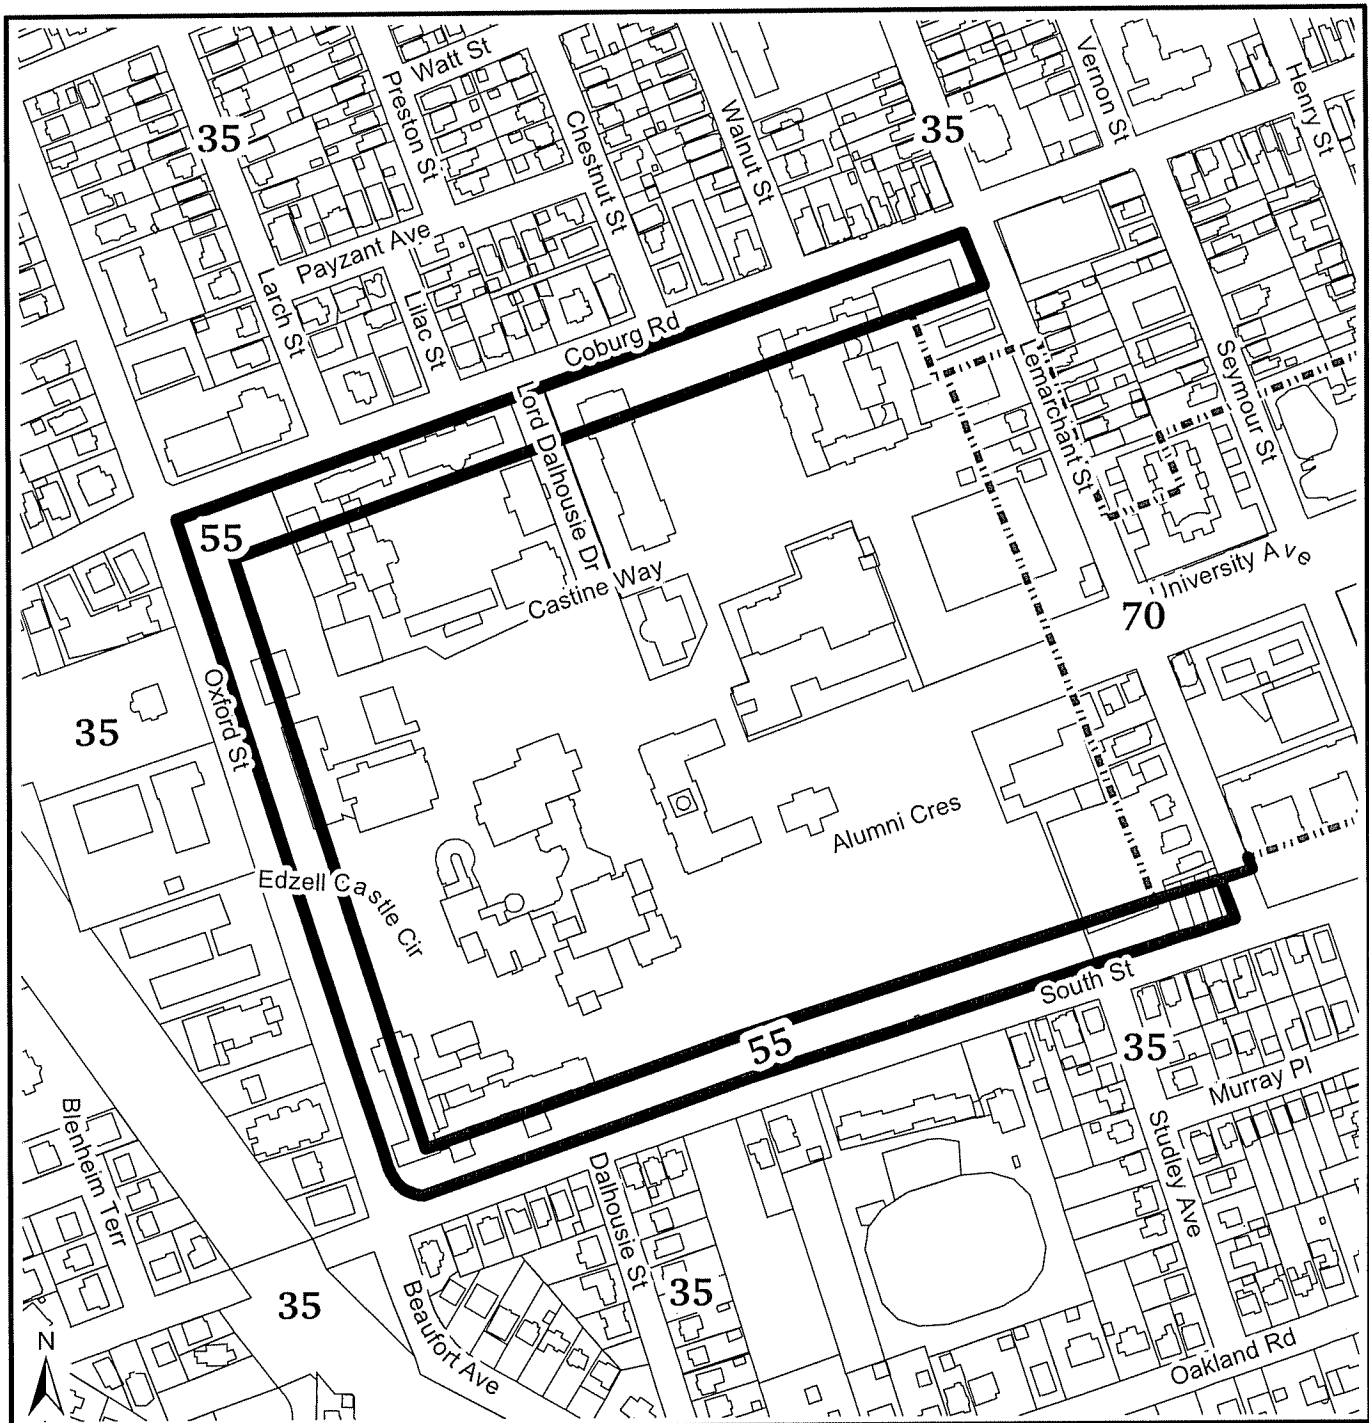 Watt St
Preston St
35
Chestnut St
Walnut St
35
Vernon St
Henry St
Payzant Ave
Larch St
Lilac St
Coburg Rd
Lord Dalhousie Dr
Lemarchant St
Seymour St
55
Castine Way
University Ave
70
Oxford St
35
Alumni Cres
Edzell Castle Cir
South St
55
35
Murray Pl
Blenheim Terr
Studley Ave
Dalhousie St
35
35
Beaufort Ave
Oakland Rd
N